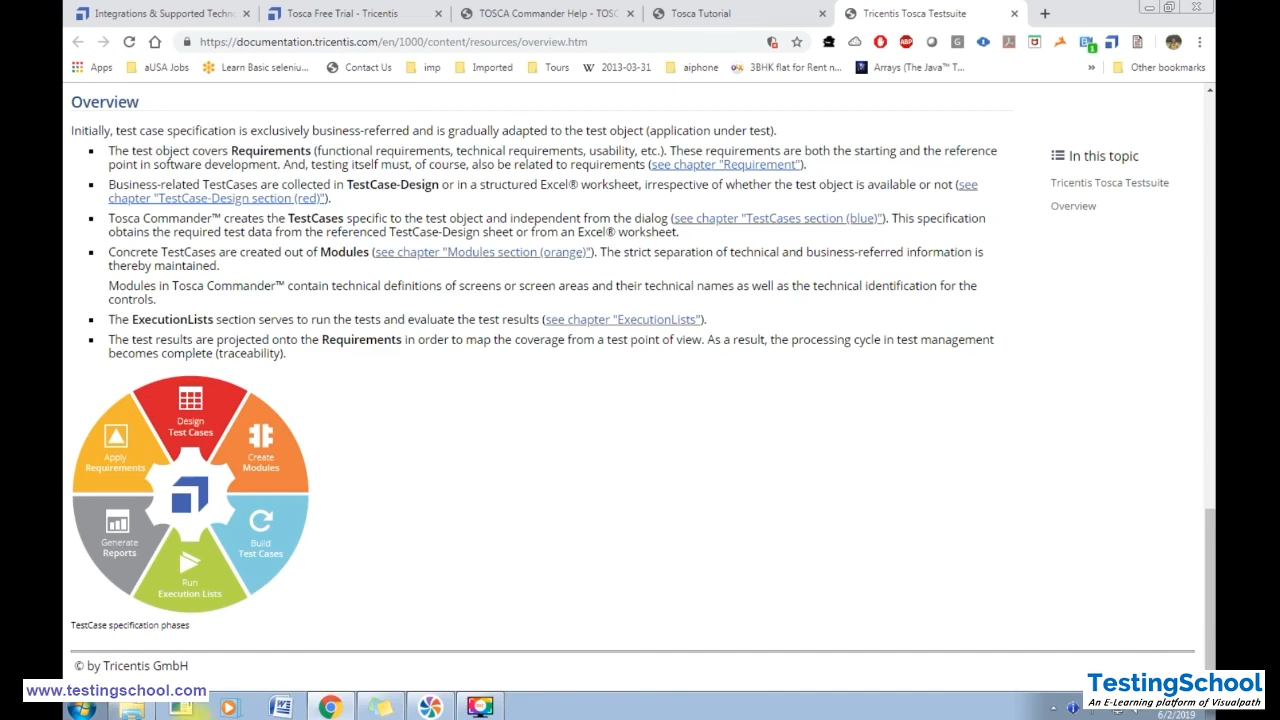 Integrations & Supported Techn
Tosca Free Trial - Tricentis
TOSCA Commander Help - TOSC
Tosca Tutorial
Tricentis Tosca Testsuite
https://documentation.tricentis.com/en/1000/content/resources/overview.htm
Apps
aUSA Jobs
Learn Basic seleniu...
Contact Us
imp
Imported
Tours
2013-03-31
aiphone
3BHK flat for Rent n...
Arrays (The Java™ T...
»
Other bookmarks
Overview
Initially, test case specification is exclusively business-referred and is gradually adapted to the test object (application under test).
The test object covers Requirements (functional requirements, technical requirements, usability, etc.). These requirements are both the starting and the reference
point in software development. And, testing itself must, of course, also be related to requirements (see chapter "Requirement").
Business-related TestCases are collected in TestCase-Design or in a structured Excel® worksheet, irrespective of whether the test object is available or not (see
chapter "TestCase-Design section (red)").
Tosca Commander™ creates the TestCases specific to the test object and independent from the dialog (see chapter "TestCases section (blue)"). This specification
obtains the required test data from the referenced TestCase-Design sheet or from an Excel® worksheet.
Concrete TestCases are created out of Modules (see chapter "Modules section (orange)"). The strict separation of technical and business-referred information is
thereby maintained.
Modules in Tosca Commander™ contain technical definitions of screens or screen areas and their technical names as well as the technical identification for the
controls.
The ExecutionLists section serves to run the tests and evaluate the test results (see chapter "ExecutionLists").
The test results are projected onto the Requirements in order to map the coverage from a test point of view. As a result, the processing cycle in test management
becomes complete (traceability).
In this topic
Tricentis Tosca Testsuite
Overview
Design
Test Cases
Apply
Requirements
Create
Modules
Generate
Reports
Build
Test Cases
Run
Execution Lists
TestCase specification phases
© by Tricentis GmbH
www.testingschool.com
TestingSchool
An E-Learning platform of Visualpath
6/2/2019